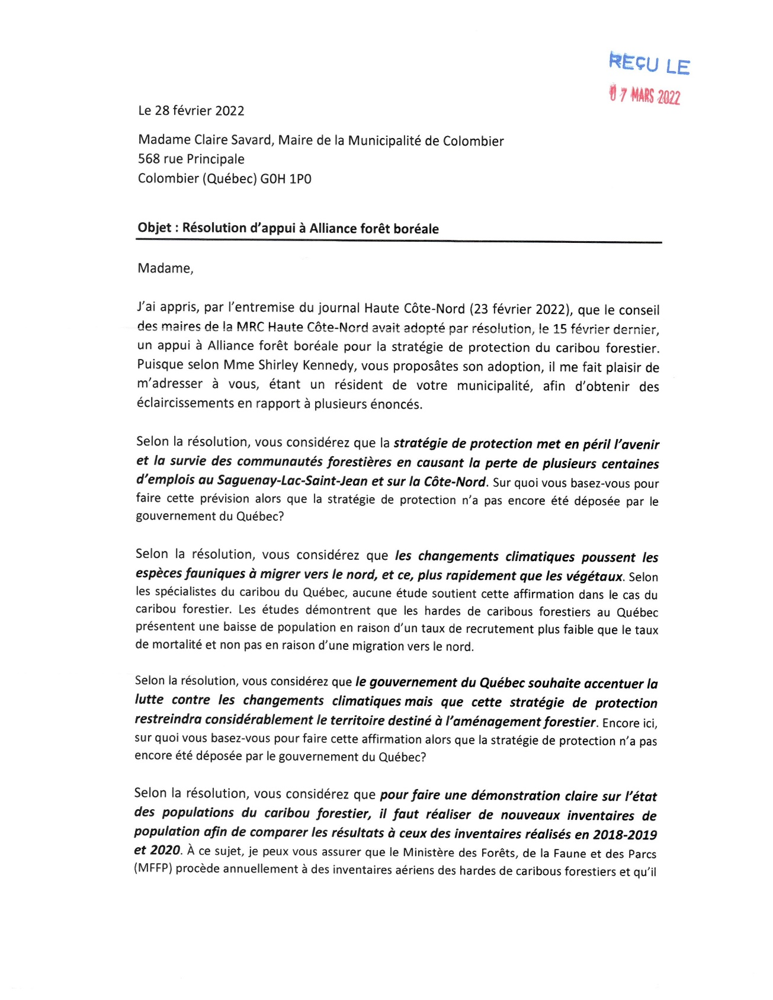 REÇU LE
07 MARS 2022
Le 28 février 2022
Madame Claire Savard, Maire de la Municipalité de Colombier
568 rue Principale
Colombier (Québec) G0H 1P0
Objet : Résolution d’appui à Alliance forêt boréale
Madame,
J’ai appris, par l’entremise du journal Haute Côte-Nord (23 février 2022), que le conseil
des maires de la MRC Haute Côte-Nord avait adopté par résolution, le 15 février dernier,
un appui à Alliance forêt boréale pour la stratégie de protection du caribou forestier.
Puisque selon Mme Shirley Kennedy, vous proposâtes son adoption, il me fait plaisir de
m’adresser à vous, étant un résident de votre municipalité, afin d’obtenir des
éclaircissements en rapport à plusieurs énoncés.
Selon la résolution, vous considérez que la stratégie de protection met en péril l’avenir
et la survie des communautés forestières en causant la perte de plusieurs centaines
d’emplois au Saguenay-Lac-Saint-Jean et sur la Côte-Nord. Sur quoi vous basez-vous pour
faire cette prévision alors que la stratégie de protection n’a pas encore été déposée par le
gouvernement du Québec?
Selon la résolution, vous considérez que les changements climatiques poussent les
espèces fauniques à migrer vers le nord, et ce, plus rapidement que les végétaux. Selon
les spécialistes du caribou du Québec, aucune étude soutient cette affirmation dans le cas du
caribou forestier. Les études démontrent que les hardes de caribous forestiers au Québec
présentent une baisse de population en raison d’un taux de recrutement plus faible que le taux
de mortalité et non pas en raison d’une migration vers le nord.
Selon la résolution, vous considérez que le gouvernement du Québec souhaite accentuer la
lutte contre les changements climatiques mais que cette stratégie de protection
restreindra considérablement le territoire destiné à l’aménagement forestier. Encore ici,
sur quoi vous basez-vous pour faire cette affirmation alors que la stratégie de protection n’a pas
encore été déposée par le gouvernement du Québec?
Selon la résolution, vous considérez que pour faire une démonstration claire sur l’état
des populations du caribou forestier, il faut réaliser de nouveaux inventaires de
population afin de comparer les résultats à ceux des inventaires réalisés en 2018-2019
et 2020. À ce sujet, je peux vous assurer que le Ministère des Forêts, de la Faune et des Parcs
(MFFP) procède annuellement à des inventaires aériens des hardes de caribous forestiers et qu’il